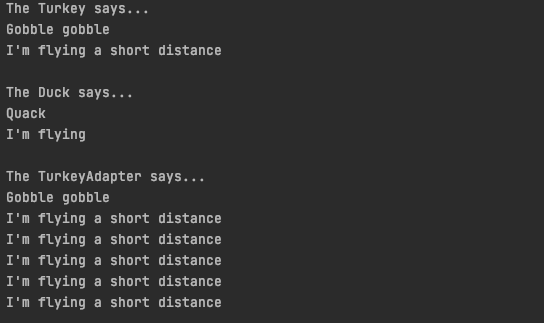 The Turkey says...
Gobble gobble
I'm flying a short distance
The Duck says...
Quack
I'm flying
The TurkeyAdapter says...
Gobble gobble
I'm flying a short distance
I'm flying a short distance
I'm flying a short distance
I'm flying a short distance
I'm flying a short distance